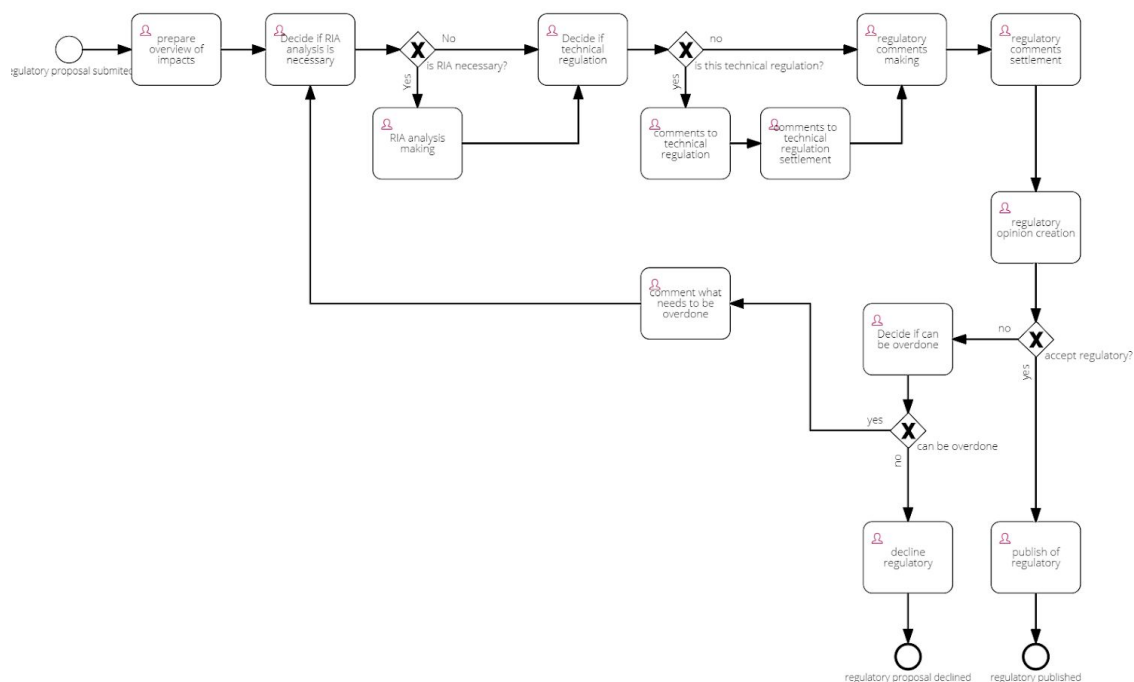 prepare
overview of
impacts
Decide if RIA
analysis is
necessary
No
is RIA necessary?
Yes
Decide if
technical
regulation
no
is this technical regulation?
yes
regulatory
comments
making
regulatory
comments
settlement
egulatory proposal submited
RIA analysis
making
comments to
technical
regulation
comments to
technical
regulation
settlement
regulatory
opinion creation
comment what
needs to be
overdone
Decide if can
be overdone
no
accept regulatory?
yes
yes
can be overdone
no
decline
regulatory
publish of
regulatory
regulatory proposal declined
regulatory published